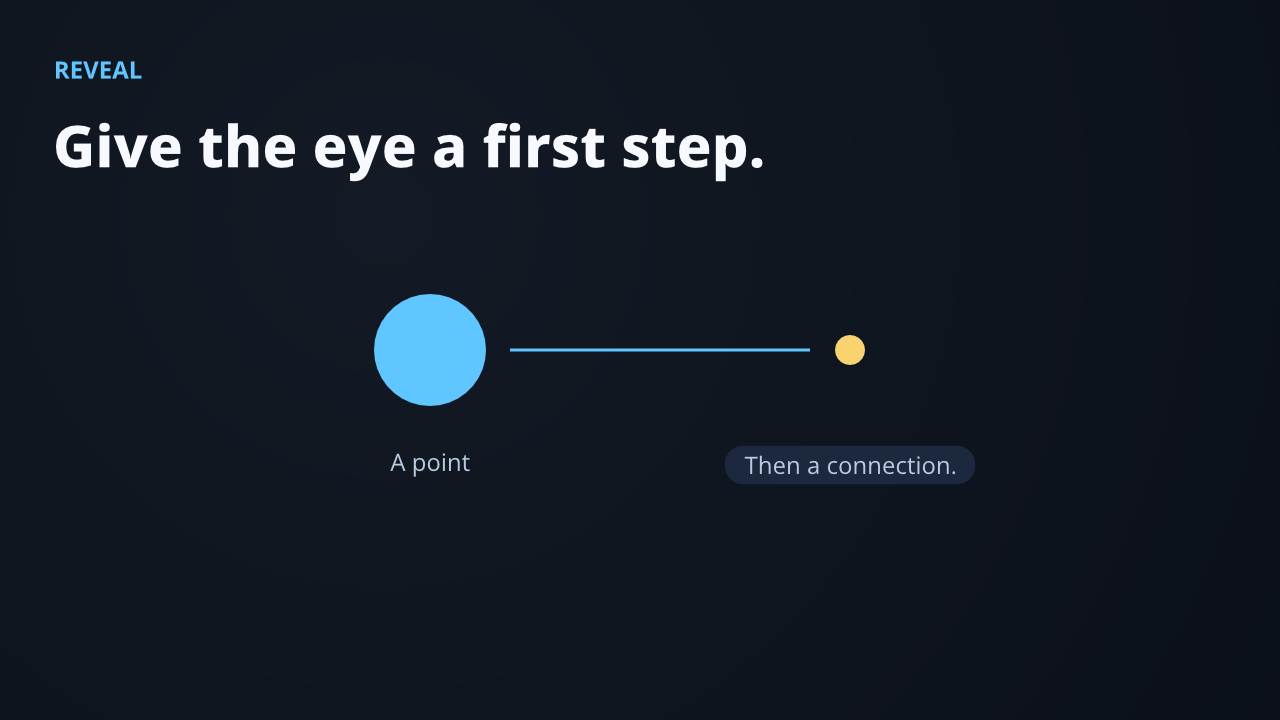 REVEAL
Give the eye a first step.
A point
Then a connection.